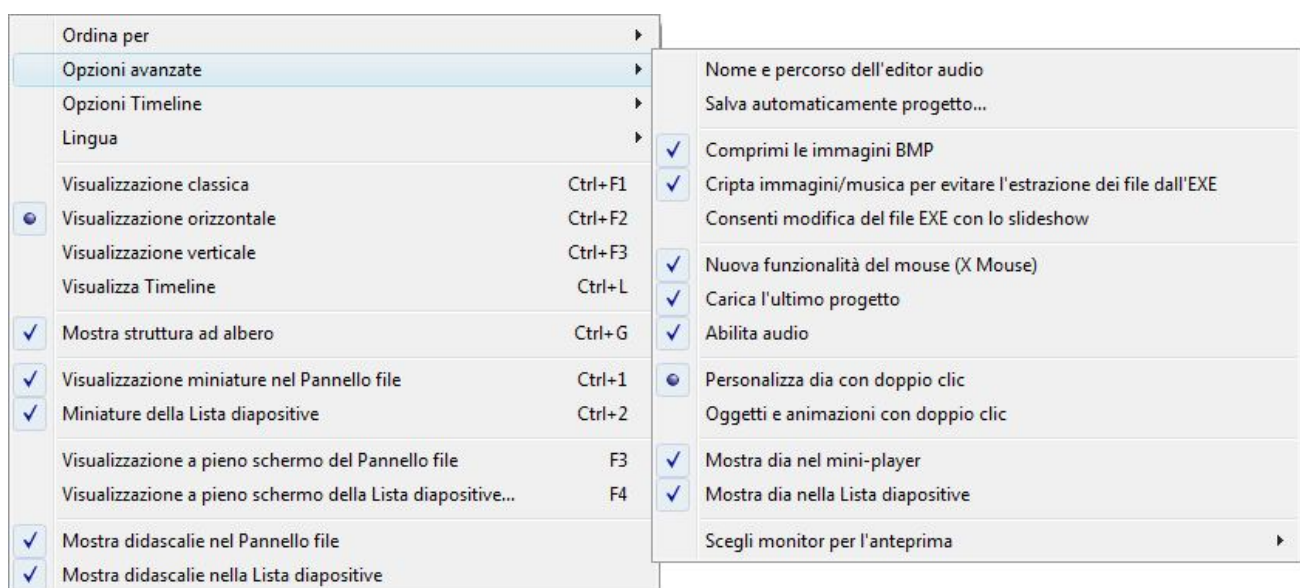 Ordina per
Opzioni avanzate
Opzioni Timeline
Lingua
Visualizzazione classica Ctrl+F1
Visualizzazione orizzontale Ctrl+F2
Visualizzazione verticale Ctrl+F3
Visualizza Timeline Ctrl+L
Mostra struttura ad albero Ctrl+G
Visualizzazione miniature nel Pannello file Ctrl+1
Miniature della Lista diapositive Ctrl+2
Visualizzazione a pieno schermo del Pannello file F3
Visualizzazione a pieno schermo della Lista diapositive... F4
Mostra didascalie nel Pannello file
Mostra didascalie nella Lista diapositive
Nome e percorso dell'editor audio
Salva automaticamente progetto...
Comprimi le immagini BMP
Cripta immagini/musica per evitare l'estrazione dei file dall'EXE
Consenti modifica del file EXE con lo slideshow
Nuova funzionalità del mouse (X Mouse)
Carica l'ultimo progetto
Abilita audio
Personalizza dia con doppio clic
Oggetti e animazioni con doppio clic
Mostra dia nel mini-player
Mostra dia nella Lista diapositive
Scegli monitor per l'anteprima